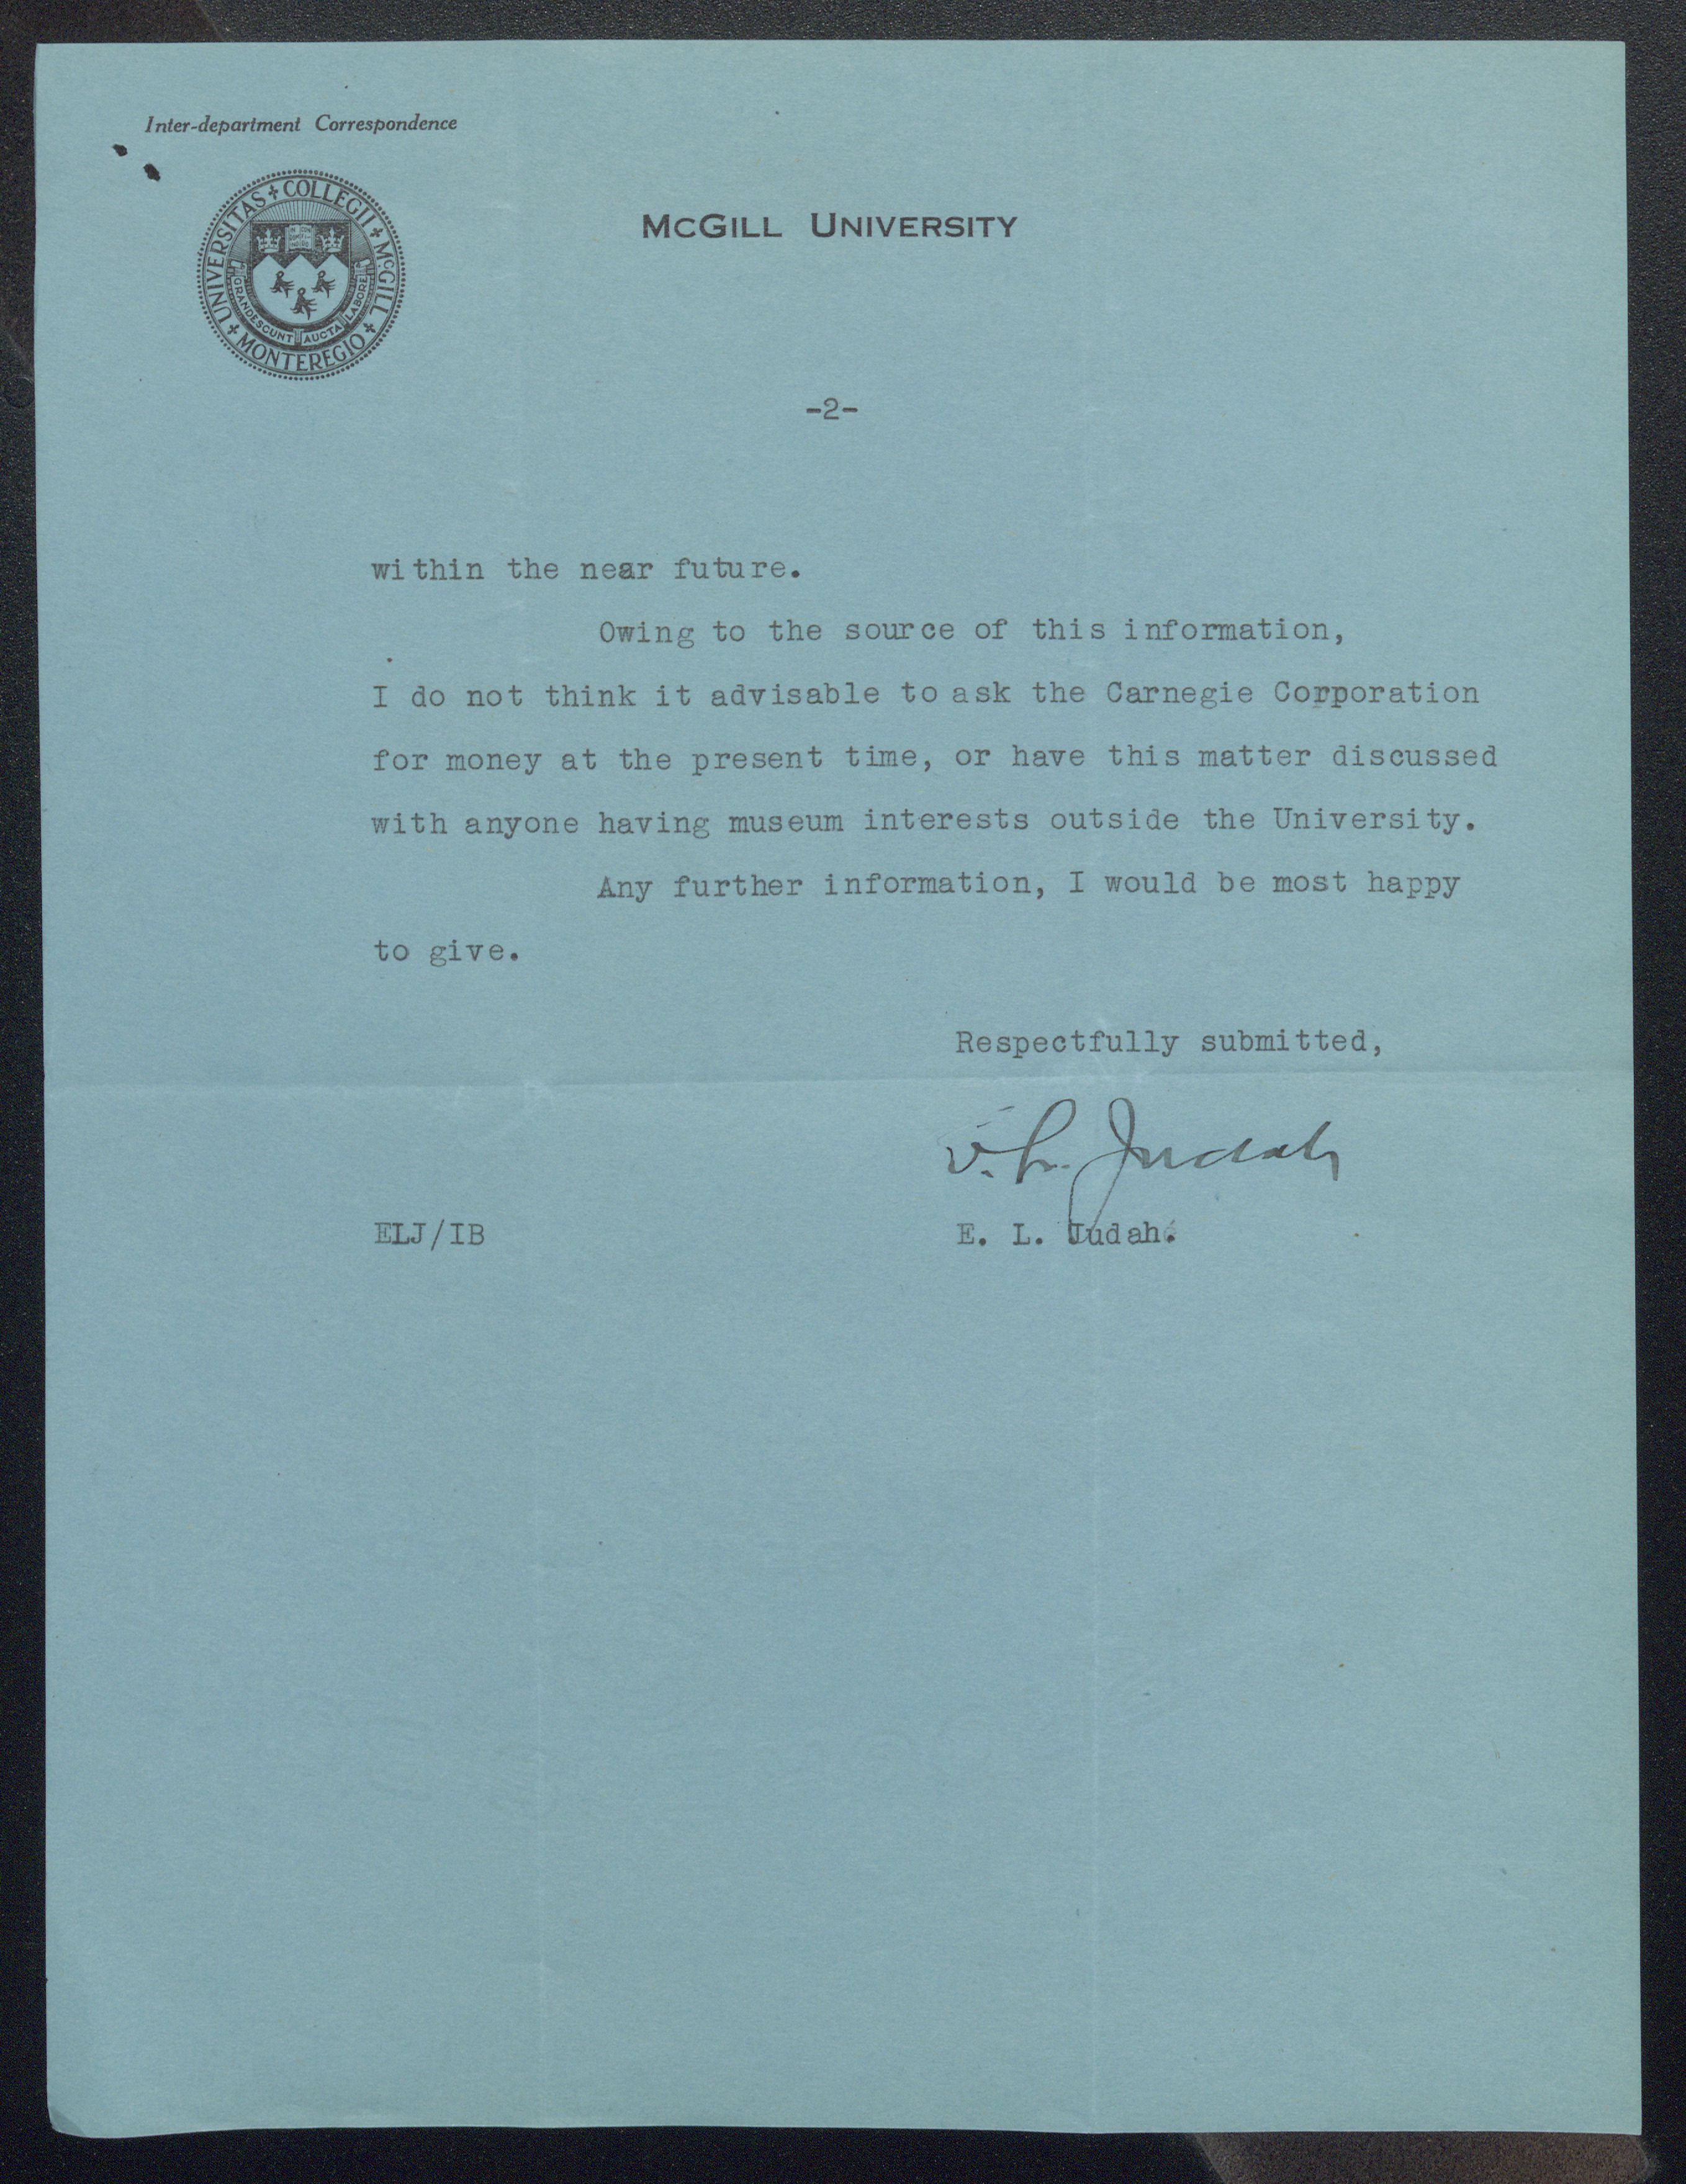 Inter-department Correspondence
UNIVERSITAS + COLLEGII + McGILL + MONTEREGIO +
GRANDESCUNT AUCTA LABORE
McGILL UNIVERSITY
-2-
within the near future.
Owing to the source of this information,
I do not think it advisable to ask the Carnegie Corporation
for money at the present time, or have this matter discussed
with anyone having museum interests outside the University.
Any further information, I would be most happy
to give.
Respectfully submitted,
E. L. Judah
ELJ/IB E. L. Judah.